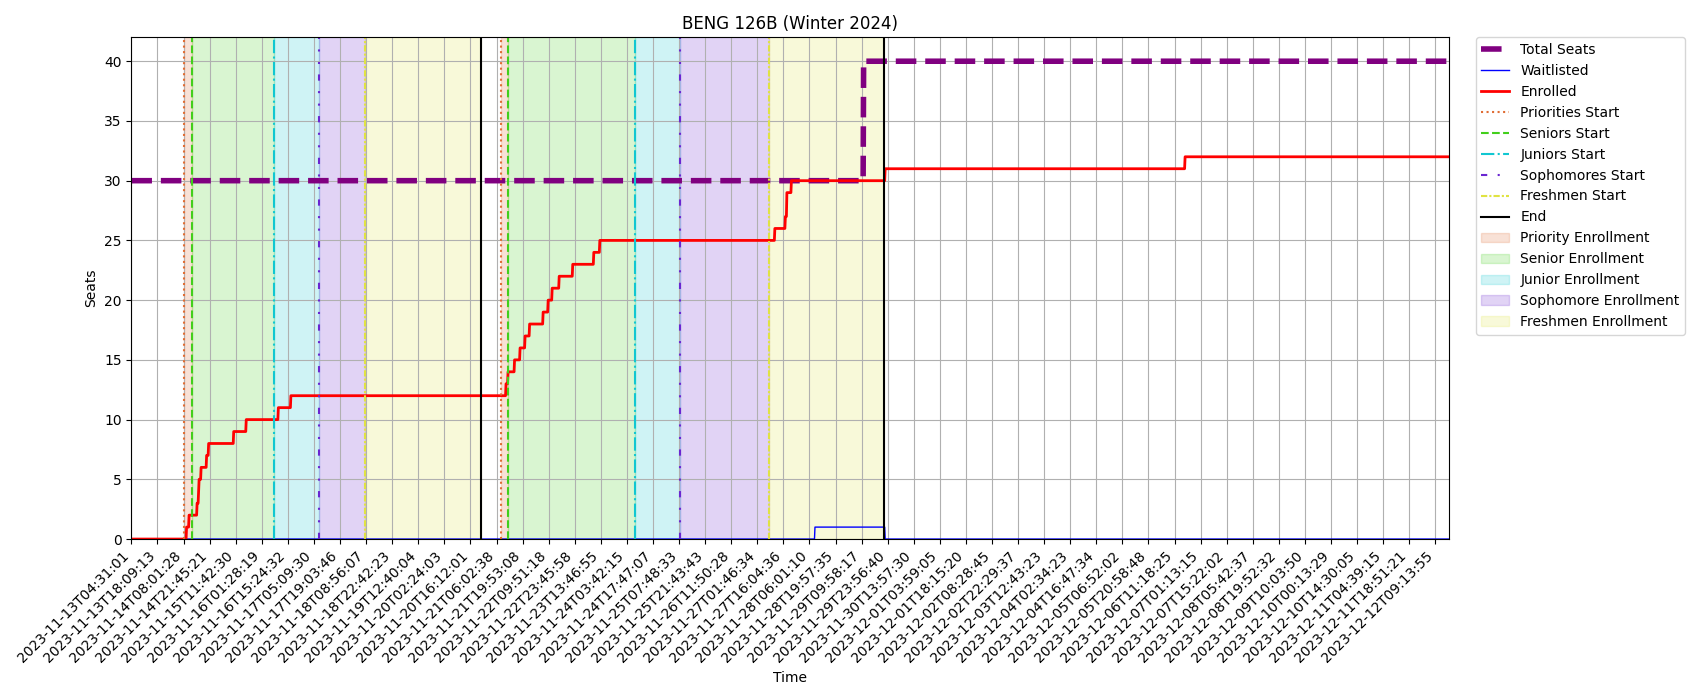 BENG 126B (Winter 2024)
Seats
40
35
30
25
20
15
10
5
0
2023-11-13T04:31:01
2023-11-13T18:09:13
2023-11-14T08:01:28
2023-11-14T21:45:21
2023-11-15T11:42:30
2023-11-16T01:28:19
2023-11-16T15:24:32
2023-11-17T05:09:30
2023-11-17T19:03:46
2023-11-18T08:56:07
2023-11-18T22:42:23
2023-11-19T12:40:04
2023-11-20T02:24:03
2023-11-20T16:12:01
2023-11-21T06:02:38
2023-11-21T19:53:08
2023-11-22T09:51:18
2023-11-22T23:45:58
2023-11-23T13:46:55
2023-11-24T03:42:15
2023-11-24T17:47:07
2023-11-25T07:48:33
2023-11-25T21:43:43
2023-11-26T11:50:28
2023-11-27T01:46:34
2023-11-27T16:04:36
2023-11-28T06:01:10
2023-11-28T19:57:35
2023-11-29T09:58:17
2023-11-29T23:56:40
2023-11-30T13:57:30
2023-12-01T03:59:05
2023-12-01T18:15:20
2023-12-02T08:28:45
2023-12-02T22:29:37
2023-12-03T12:43:23
2023-12-04T02:34:23
2023-12-04T16:47:34
2023-12-05T06:52:02
2023-12-05T20:58:48
2023-12-06T11:18:25
2023-12-07T01:13:15
2023-12-07T15:22:02
2023-12-08T05:42:37
2023-12-08T19:52:32
2023-12-09T10:03:50
2023-12-10T00:13:29
2023-12-10T14:30:05
2023-12-11T04:39:15
2023-12-11T18:51:21
2023-12-12T09:13:55
Time
Total Seats
Waitlisted
Enrolled
Priorities Start
Seniors Start
Juniors Start
Sophomores Start
Freshmen Start
End
Priority Enrollment
Senior Enrollment
Junior Enrollment
Sophomore Enrollment
Freshmen Enrollment